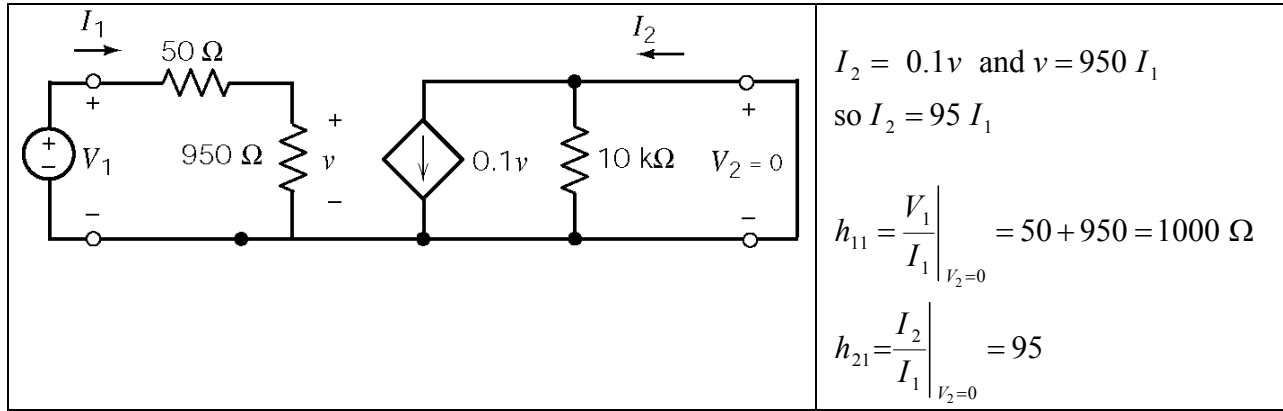 I₁
50 Ω
I₂
+
+
+
+
−
V₁
950 Ω
v
0.1v
10 kΩ
V₂ = 0
−
−
−
I₂ = 0.1v and v = 950 I₁
so I₂ = 95 I₁
h₁₁ = V₁/I₁|V₂=0 = 50 + 950 = 1000 Ω
h₂₁ = I₂/I₁|V₂=0 = 95